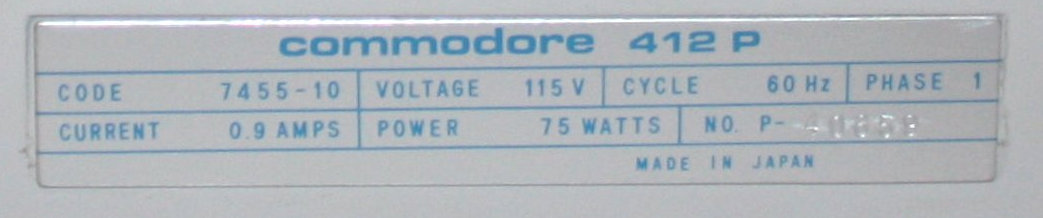 commodore 412 P
CODE 7455-10 VOLTAGE 115 V CYCLE 60 Hz PHASE 1
CURRENT 0.9 AMPS POWER 75 WATTS NO. P-
MADE IN JAPAN